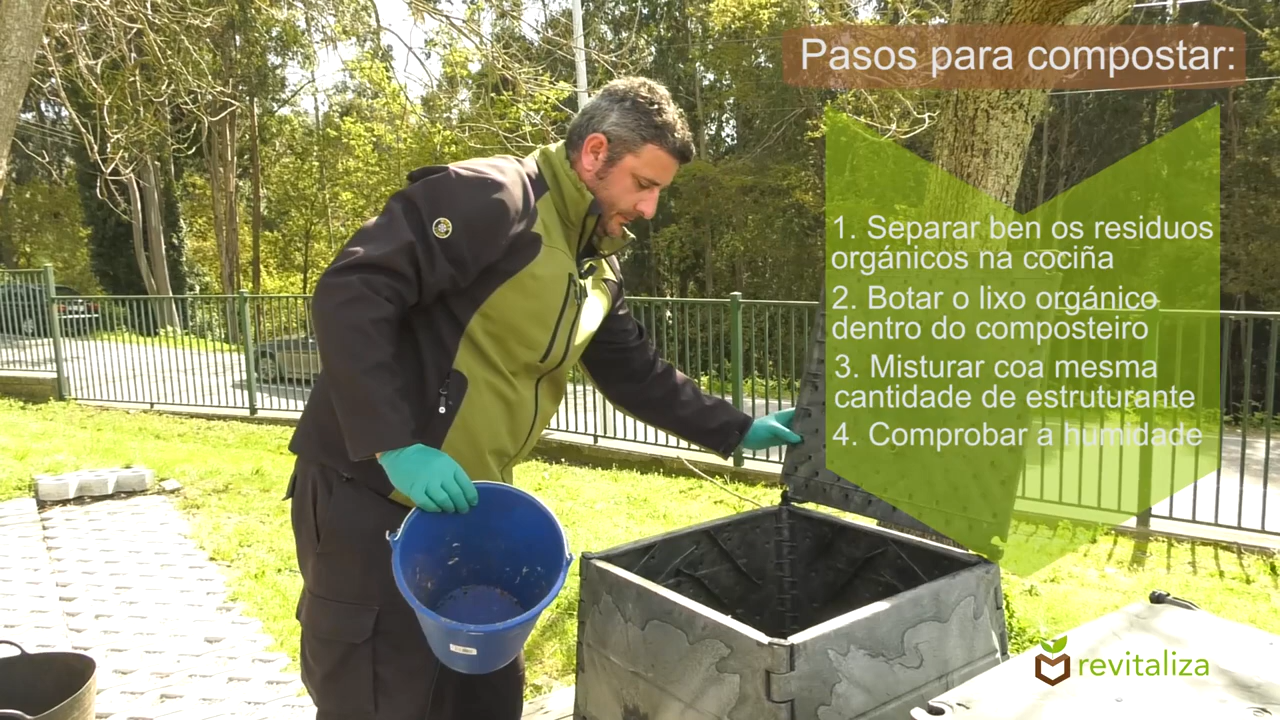 Pasos para compostar:
1. Separar ben os residuos
orgánicos na cociña
2. Botar o lixo orgánico
dentro do composteiro
3. Misturar coa mesma
cantidade de estruturante
4. Comprobar a humidade
revitaliza